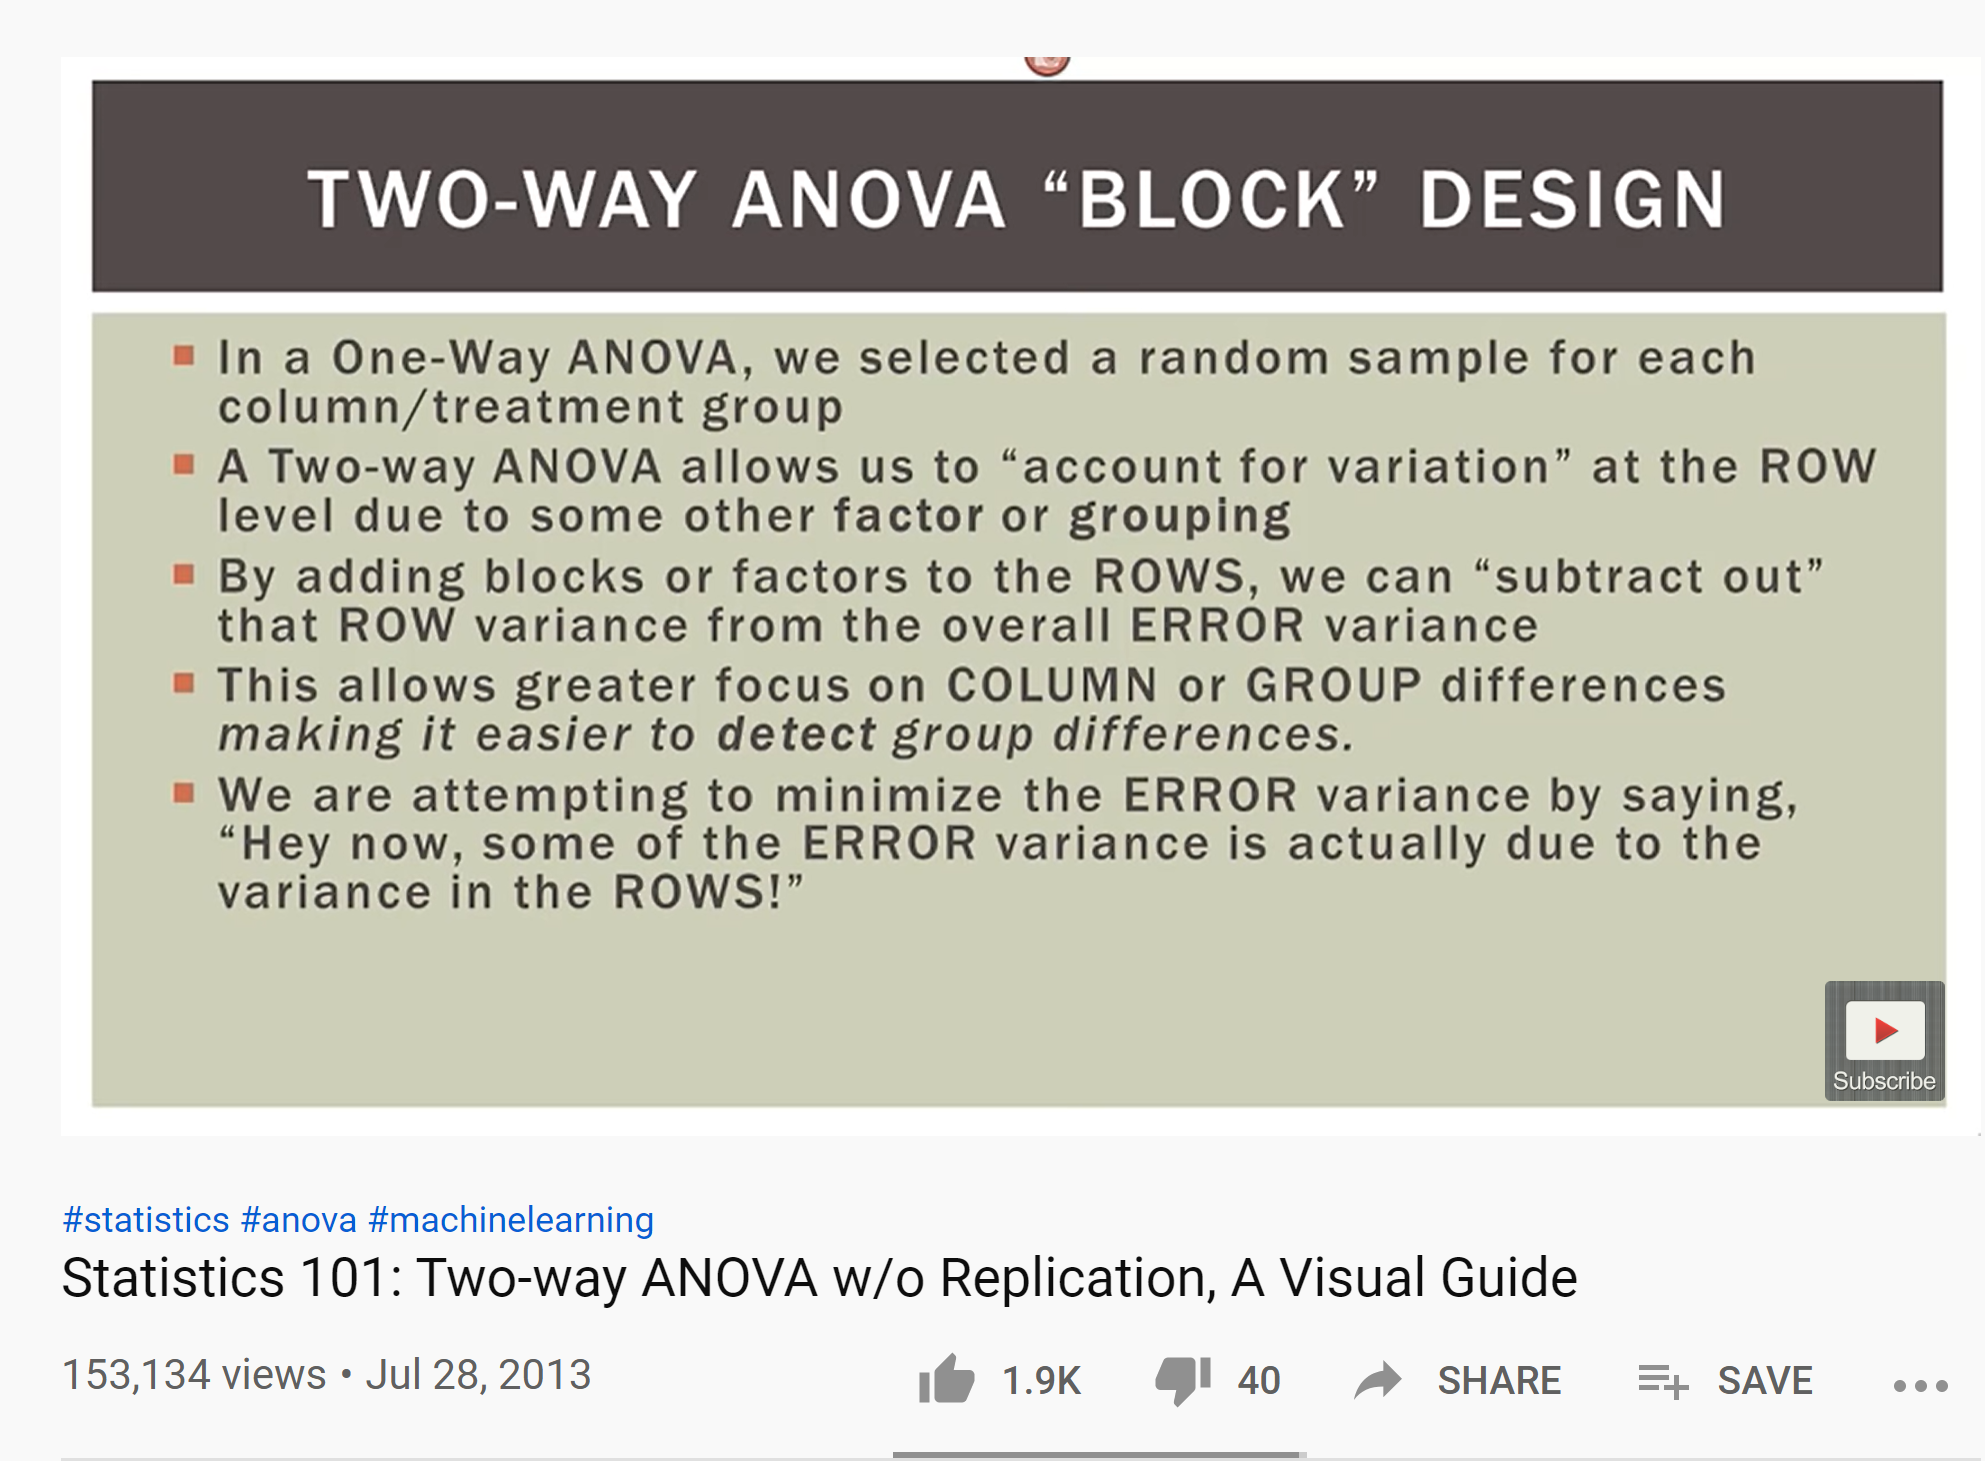 TWO-WAY ANOVA “BLOCK” DESIGN
In a One-Way ANOVA, we selected a random sample for each
column/treatment group
A Two-way ANOVA allows us to “account for variation” at the ROW
level due to some other factor or grouping
By adding blocks or factors to the ROWS, we can “subtract out”
that ROW variance from the overall ERROR variance
This allows greater focus on COLUMN or GROUP differences
making it easier to detect group differences.
We are attempting to minimize the ERROR variance by saying,
“Hey now, some of the ERROR variance is actually due to the
variance in the ROWS!”
Subscribe
#statistics #anova #machinelearning
Statistics 101: Two-way ANOVA w/o Replication, A Visual Guide
153,134 views • Jul 28, 2013
1.9K
40
SHARE
SAVE